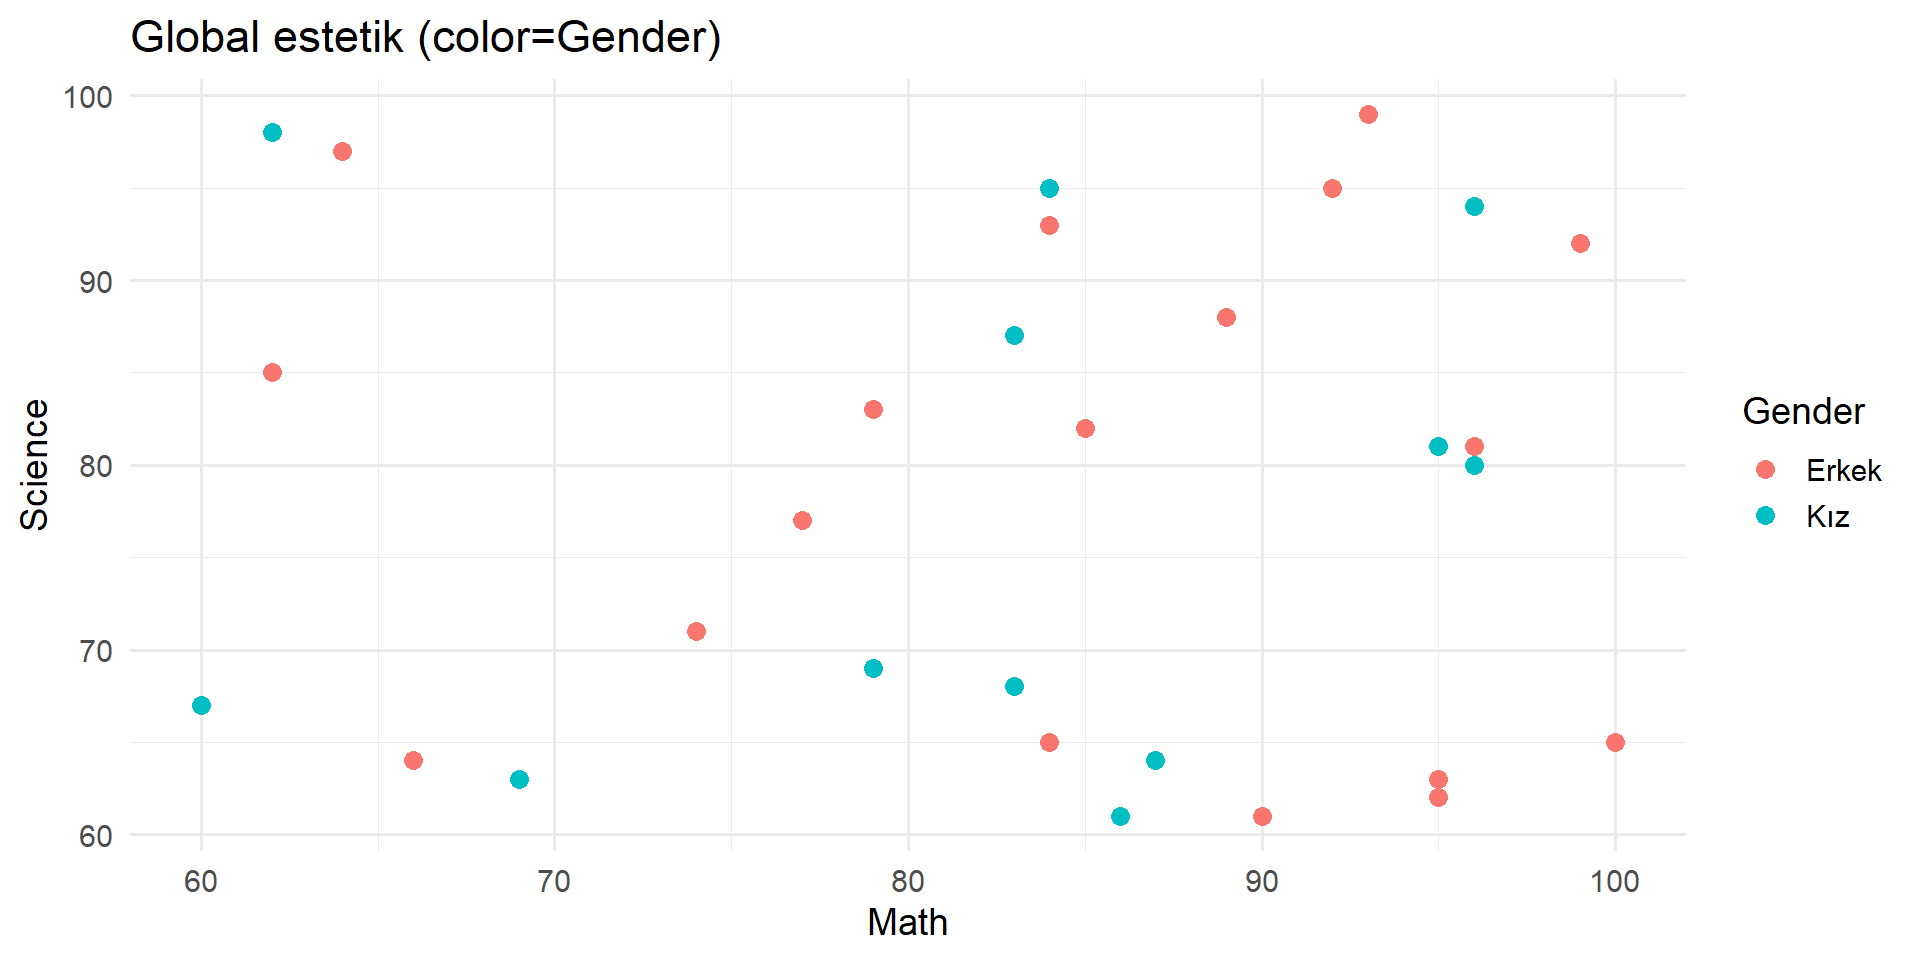 Global estetik (color=Gender)
100
90
80
70
60
Science
60 70 80 90 100
Math
Gender
Erkek
Kız